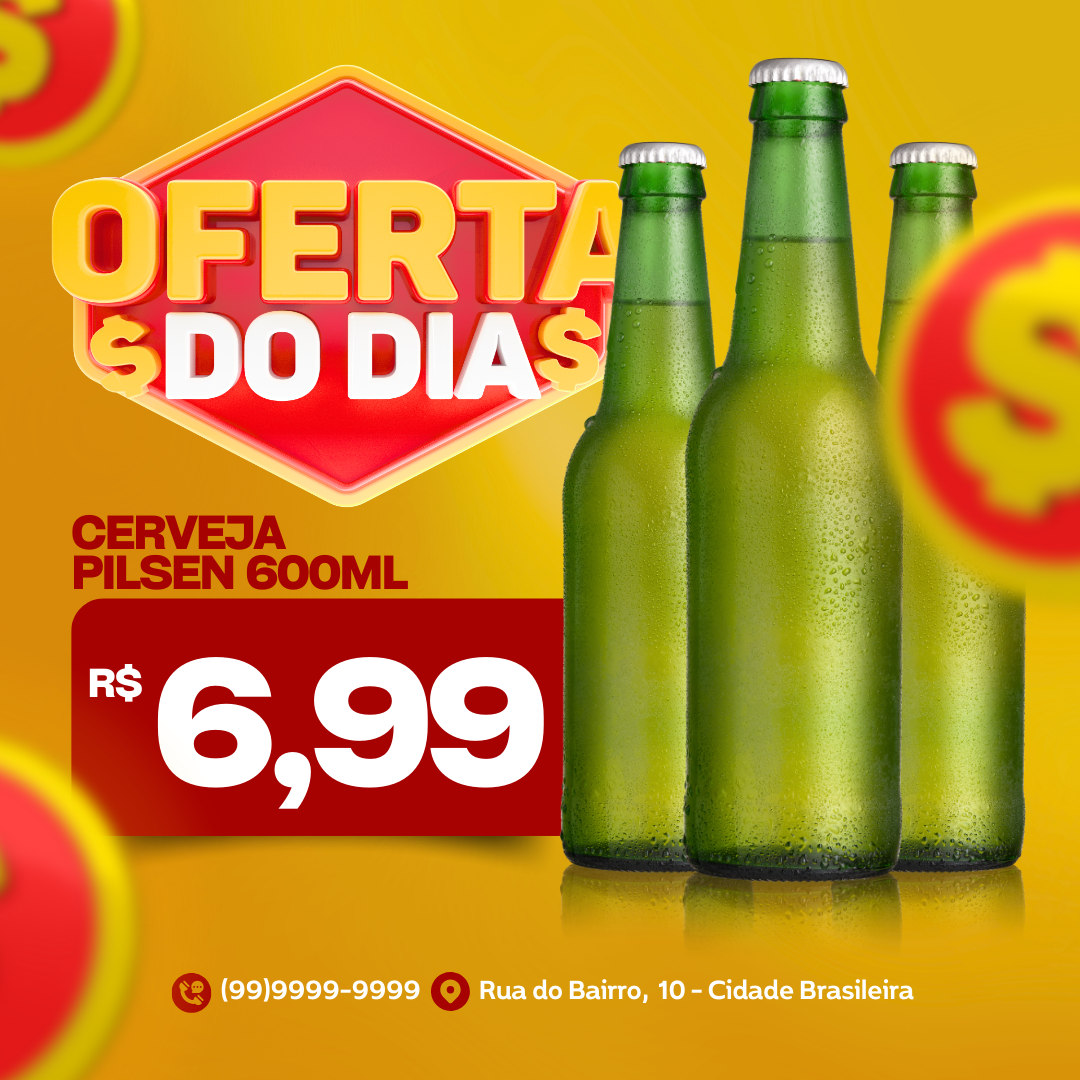 OFERTA
$DO DIA$
CERVEJA
PILSEN 600ML
R$ 6,99
(99)9999-9999 Rua do Bairro, 10 - Cidade Brasileira